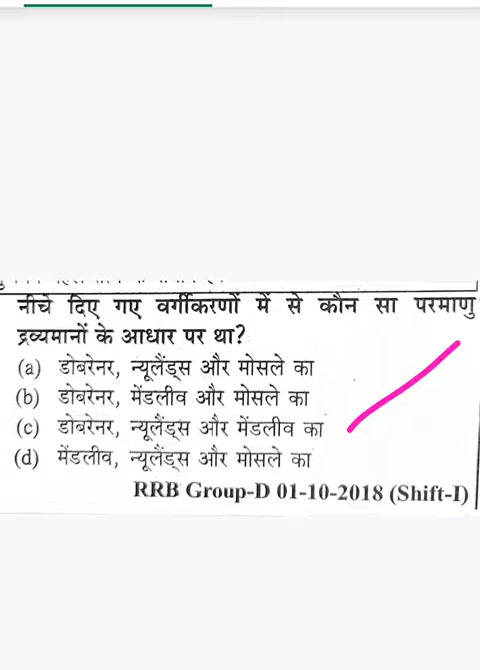 नीचे दिए गए वर्गीकरणों में से कौन सा परमाणु
द्रव्यमानों के आधार पर था?
(a) डोबरेनर, न्यूलैंड्स और मोसले का
(b) डोबरेनर, मेंडलीव और मोसले का
(c) डोबरेनर, न्यूलैंड्स और मेंडलीव का
(d) मेंडलीव, न्यूलैंड्स और मोसले का
RRB Group-D 01-10-2018 (Shift-I)